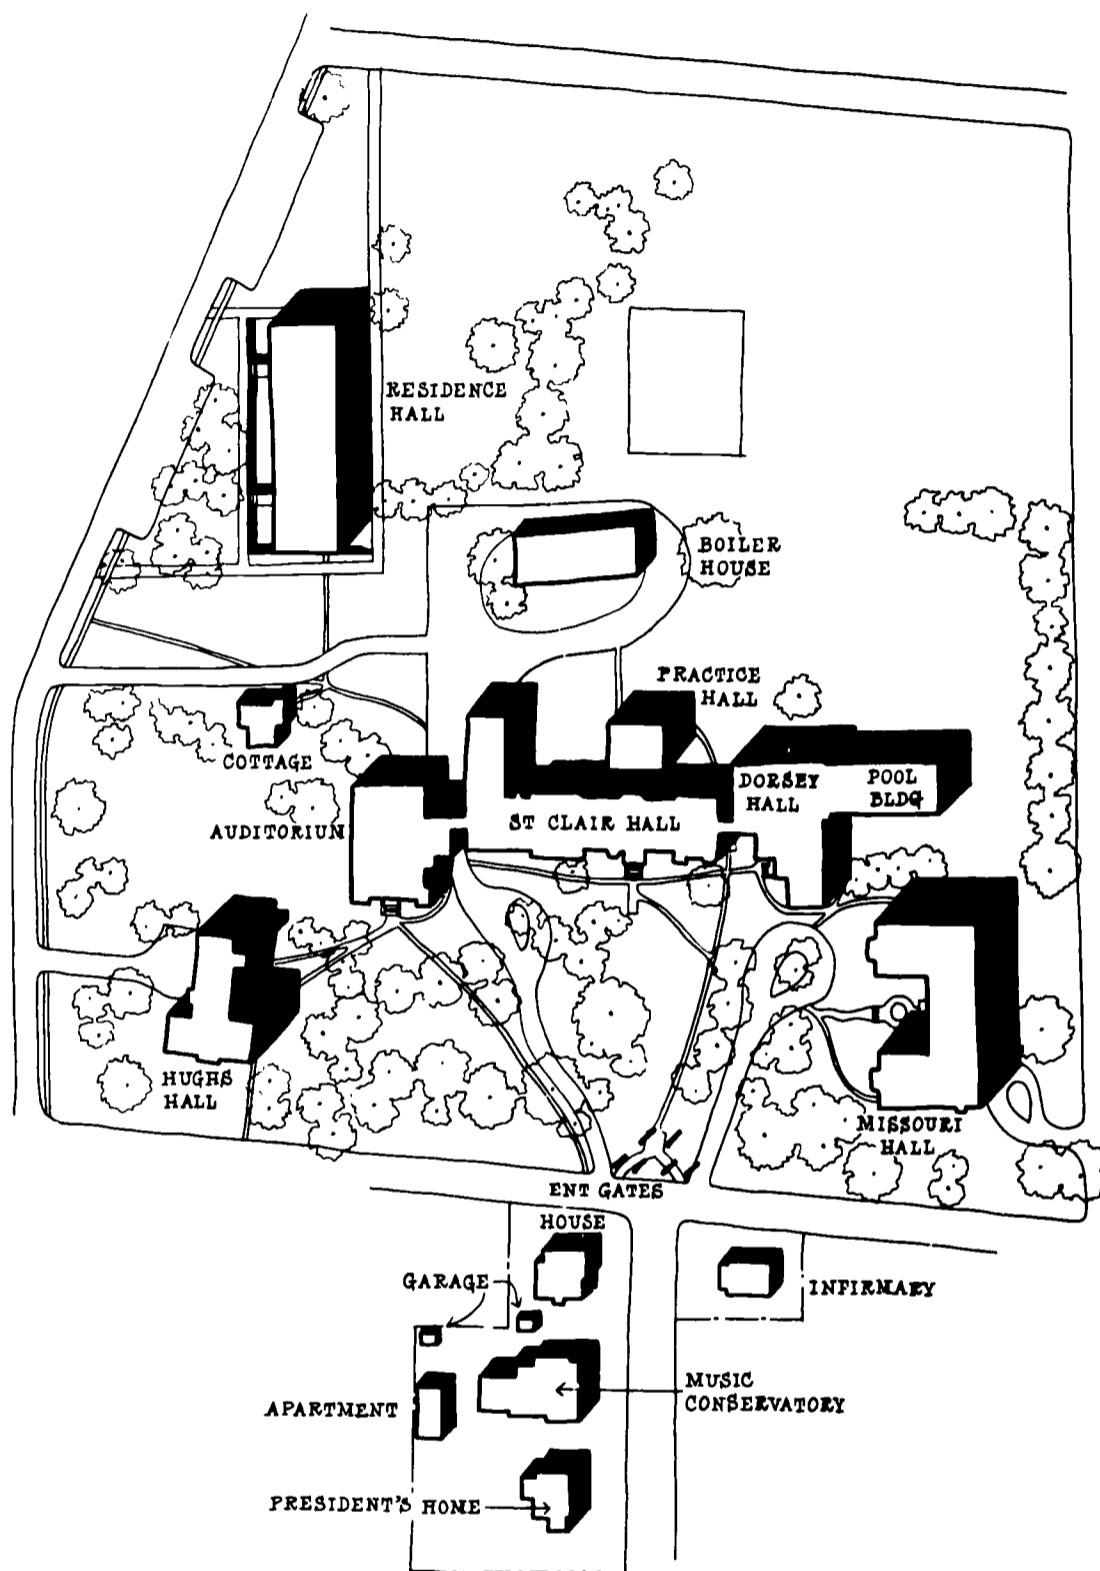 RESIDENCE
HALL
BOILER
HOUSE
PRACTICE
HALL
COTTAGE
DORSEY
HALL
POOL
BLDG
AUDITORIUM
ST CLAIR HALL
HUGHS
HALL
MISSOURI
HALL
ENT GATES
HOUSE
GARAGE
INFIRMARY
MUSIC
CONSERVATORY
APARTMENT
PRESIDENT'S HOME